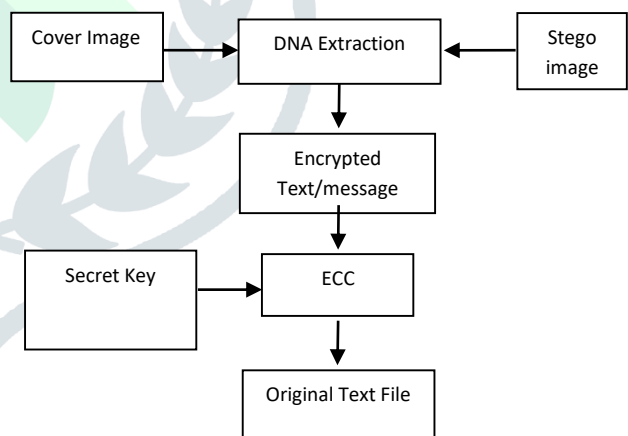 Cover Image
DNA Extraction
Stego
image
Encrypted
Text/message
Secret Key
ECC
Original Text File